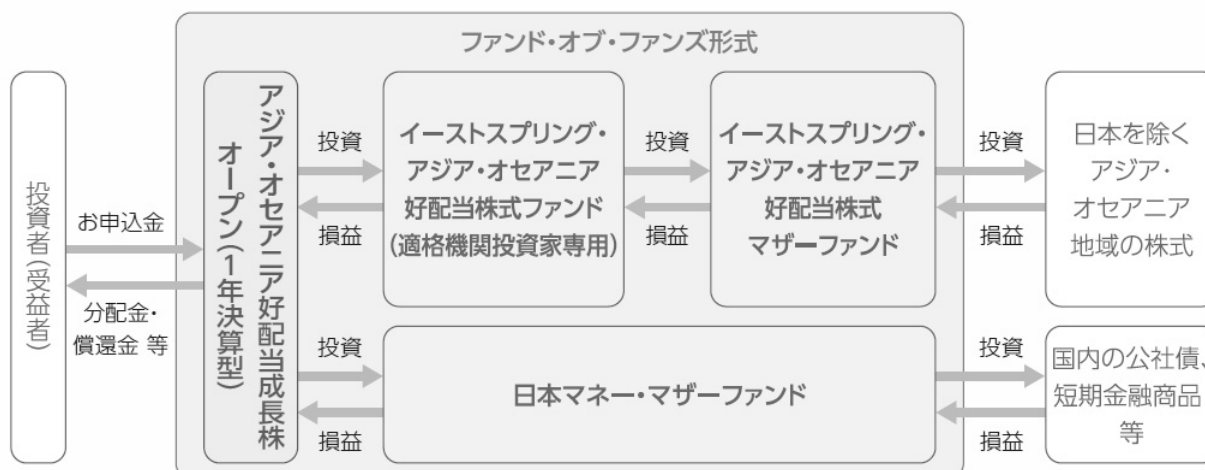 ファンド・オブ・ファンズ形式
投資者(受益者)
お申込金
分配金・
償還金 等
アジア・オセアニア好配当成長株
オープン(1年決算型)
投資
損益
イーストスプリング・
アジア・オセアニア
好配当株式ファンド
(適格機関投資家専用)
投資
損益
イーストスプリング・
アジア・オセアニア
好配当株式
マザーファンド
投資
損益
日本を除く
アジア・
オセアニア
地域の株式
投資
損益
日本マネー・マザーファンド
投資
損益
国内の公社債、
短期金融商品
等